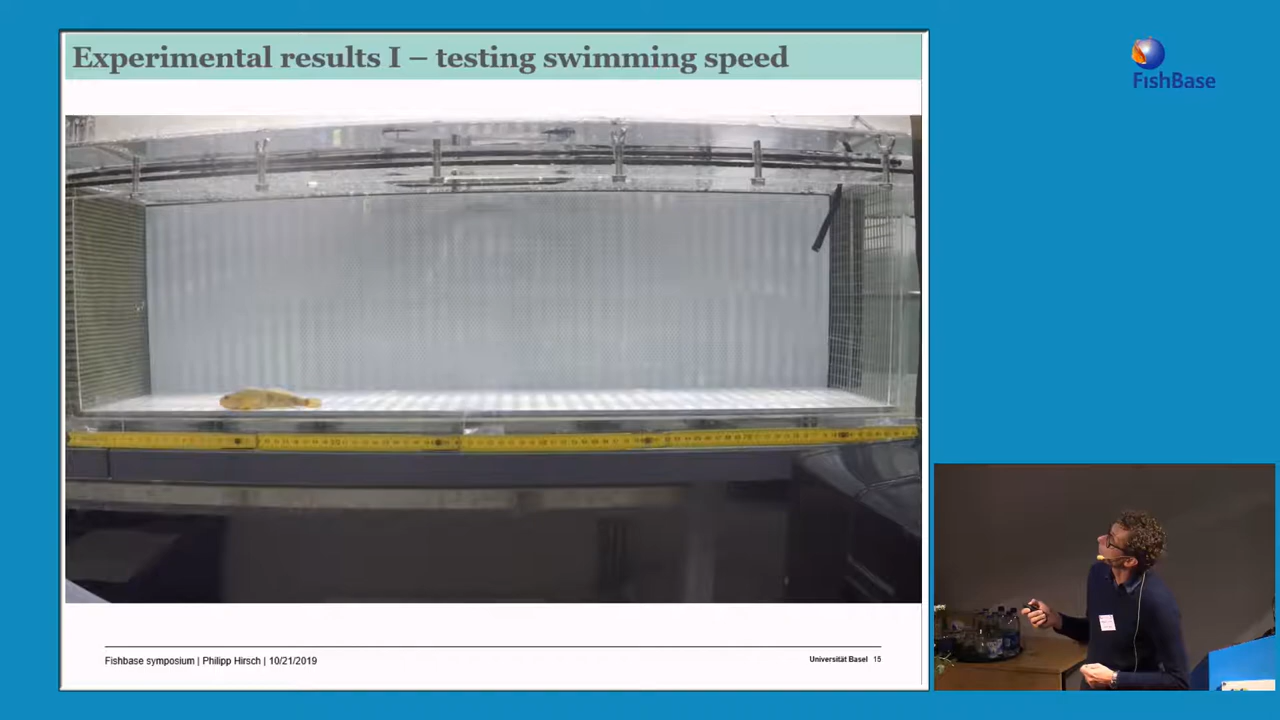 Experimental results I – testing swimming speed
FishBase
Fishbase symposium | Philipp Hirsch | 10/21/2019
Universität Basel 15